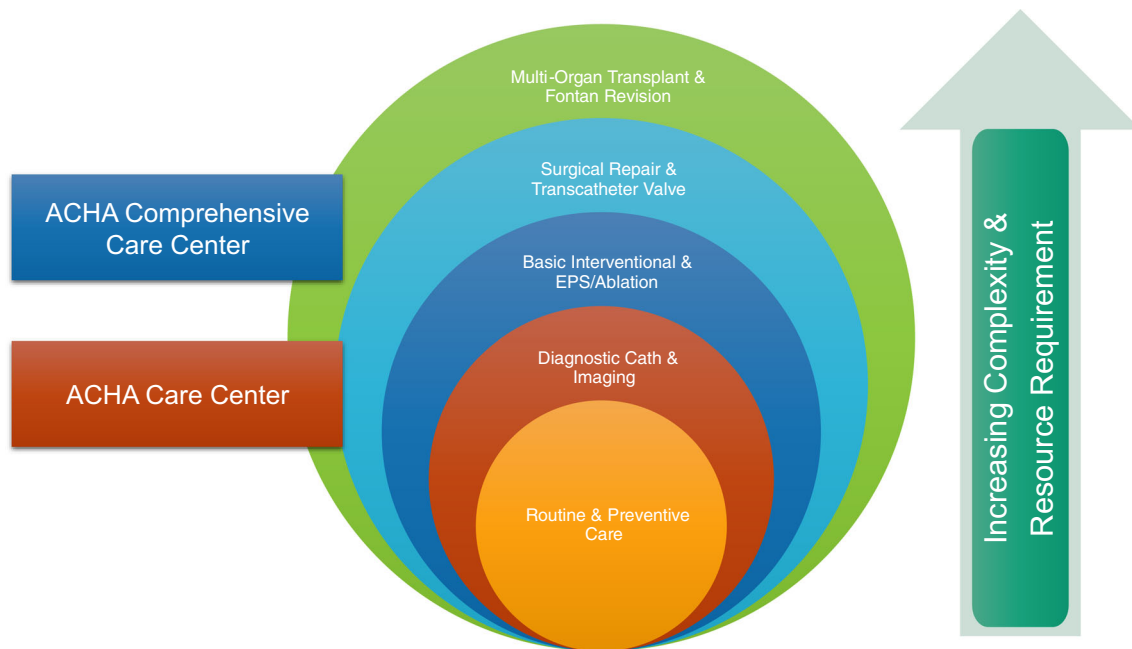 Multi-Organ Transplant &
Fontan Revision
Surgical Repair &
Transcatheter Valve
Basic Interventional &
EPS/Ablation
Diagnostic Cath &
Imaging
Routine & Preventive
Care
ACHA Comprehensive
Care Center
ACHA Care Center
Increasing Complexity &
Resource Requirement